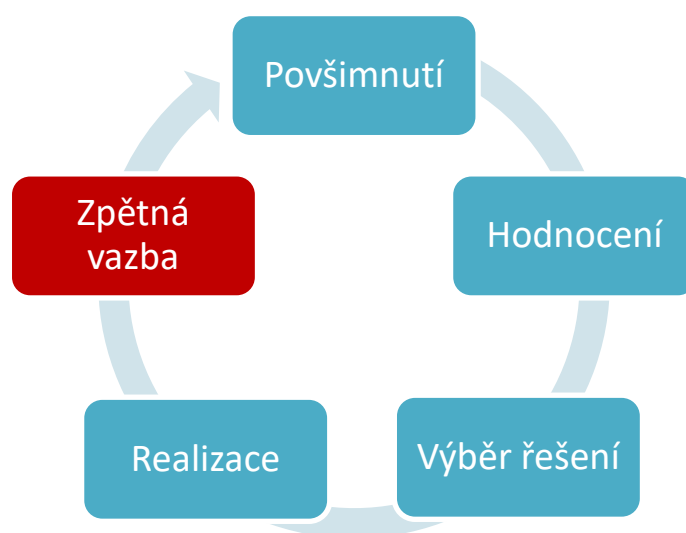 Povšimnutí
Hodnocení
Výběr řešení
Realizace
Zpětná
vazba